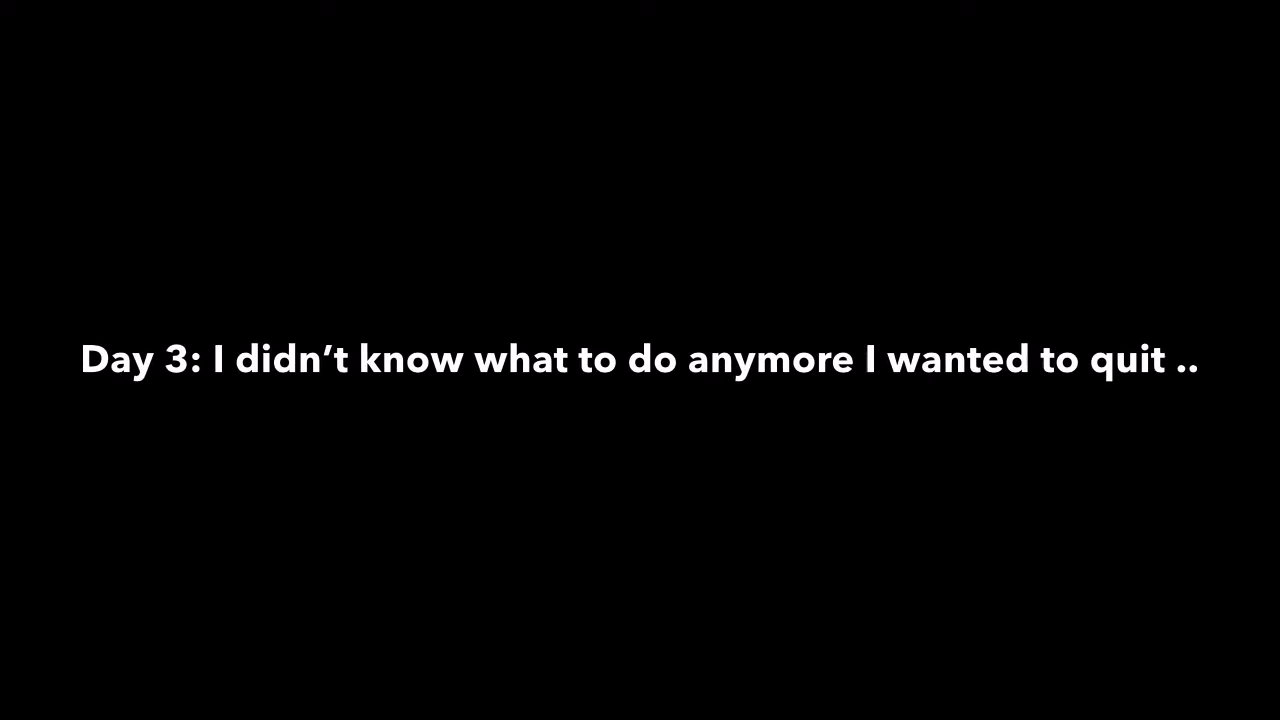 Day 3: I didn’t know what to do anymore I wanted to quit ..